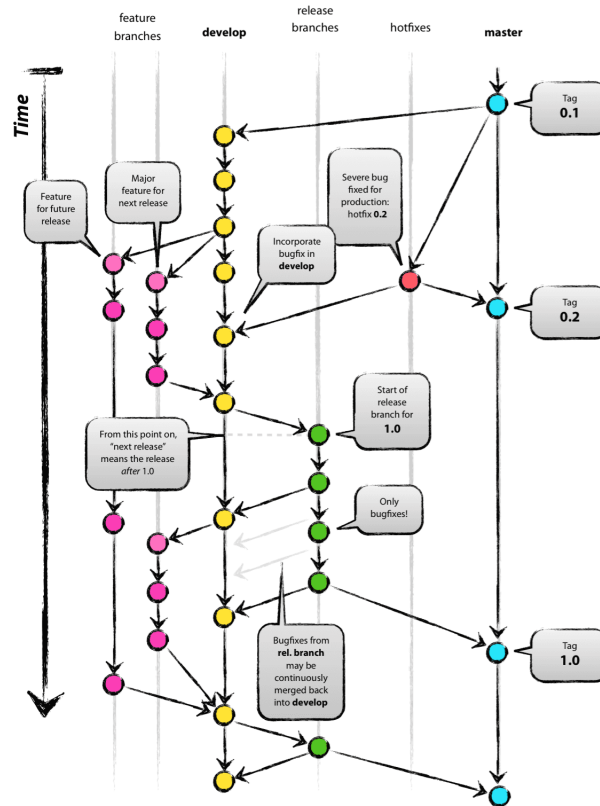 feature
branches
develop
release
branches
hotfixes
master
Time
Tag
0.1
Major
feature for
next release
Feature
for future
release
Severe bug
fixed for
production:
hotfix 0.2
Incorporate
bugfix in
develop
Tag
0.2
Start of
release
branch for
1.0
From this point on,
“next release”
means the release
after 1.0
Only
bugfixes!
Bugfixes from
rel. branch
may be
continuously
merged back
into develop
Tag
1.0